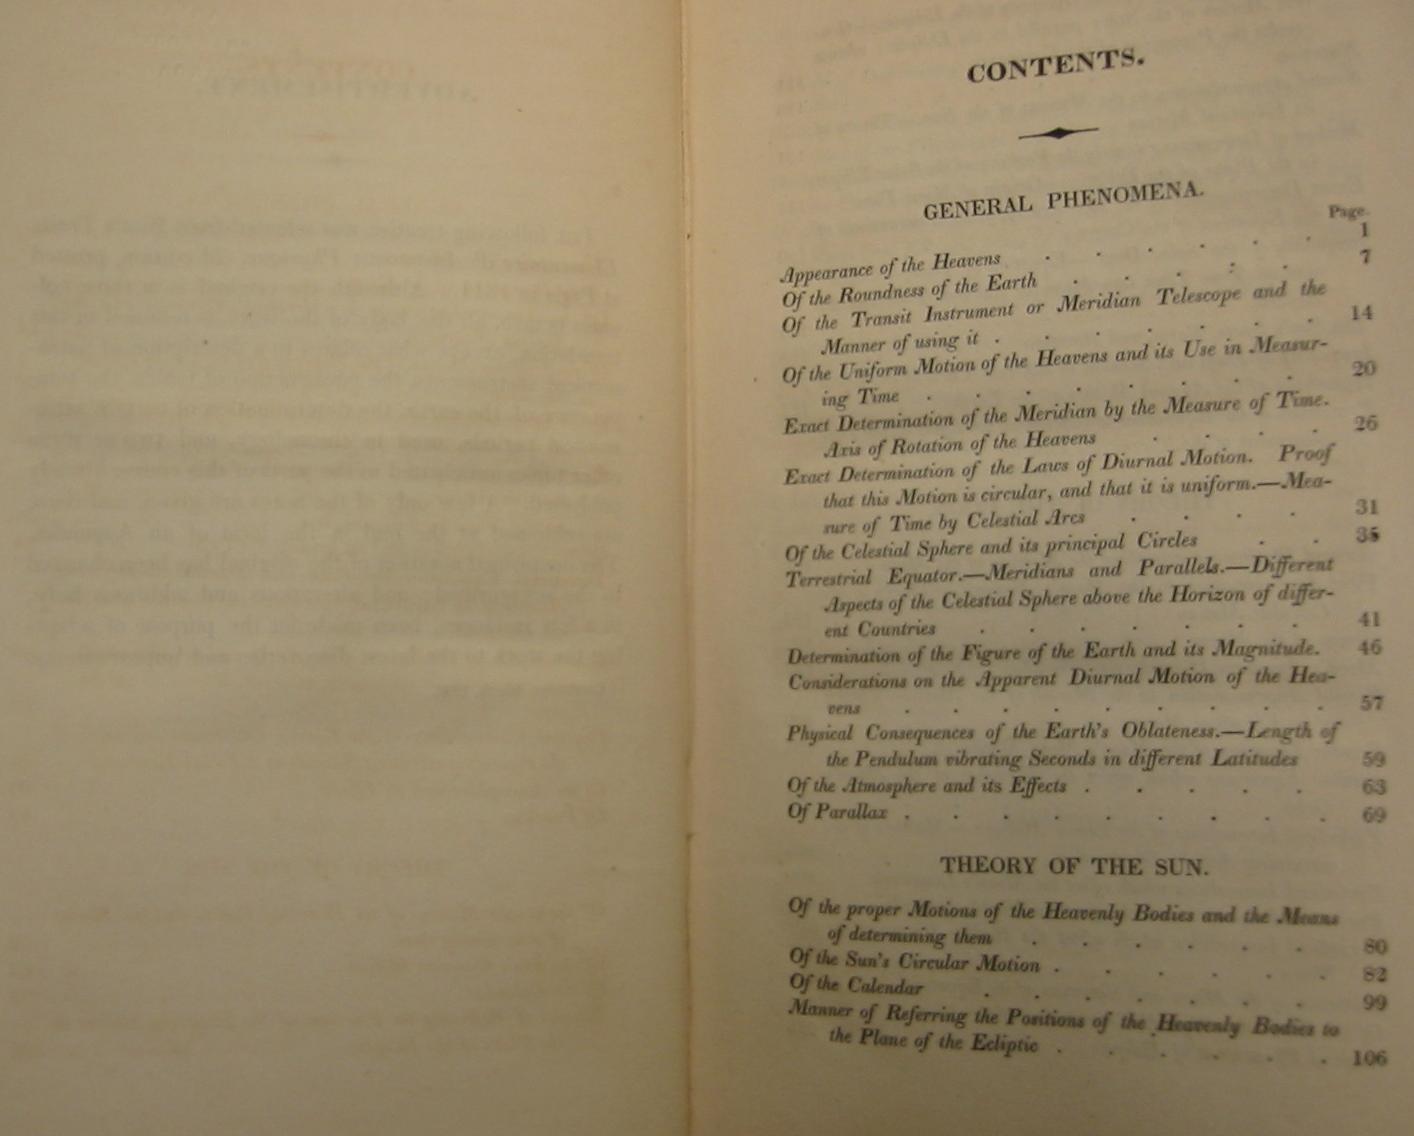 CONTENTS.
GENERAL PHENOMENA.
Page.
Appearance of the Heavens . . . . . . 1
Of the Roundness of the Earth . . . . . 7
Of the Transit Instrument or Meridian Telescope and the
Manner of using it . . . . . . . 14
Of the Uniform Motion of the Heavens and its Use in Measur-
ing Time . . . . . . . . 20
Exact Determination of the Meridian by the Measure of Time.
Axis of Rotation of the Heavens . . . . 26
Exact Determination of the Laws of Diurnal Motion. Proof
that this Motion is circular, and that it is uniform.—Mea-
sure of Time by Celestial Arcs . . . . 31
Of the Celestial Sphere and its principal Circles . . 35
Terrestrial Equator.—Meridians and Parallels.—Different
Aspects of the Celestial Sphere above the Horizon of differ-
ent Countries . . . . . . . 41
Determination of the Figure of the Earth and its Magnitude. 46
Considerations on the Apparent Diurnal Motion of the Hea-
vens . . . . . . . . . 57
Physical Consequences of the Earth's Oblateness.—Length of
the Pendulum vibrating Seconds in different Latitudes 59
Of the Atmosphere and its Effects . . . . . 63
Of Parallax . . . . . . . . . 69
THEORY OF THE SUN.
Of the proper Motions of the Heavenly Bodies and the Means
of determining them . . . . . . 80
Of the Sun's Circular Motion . . . . . . 82
Of the Calendar . . . . . . . 99
Manner of Referring the Positions of the Heavenly Bodies to
the Plane of the Ecliptic . . . . . . 106